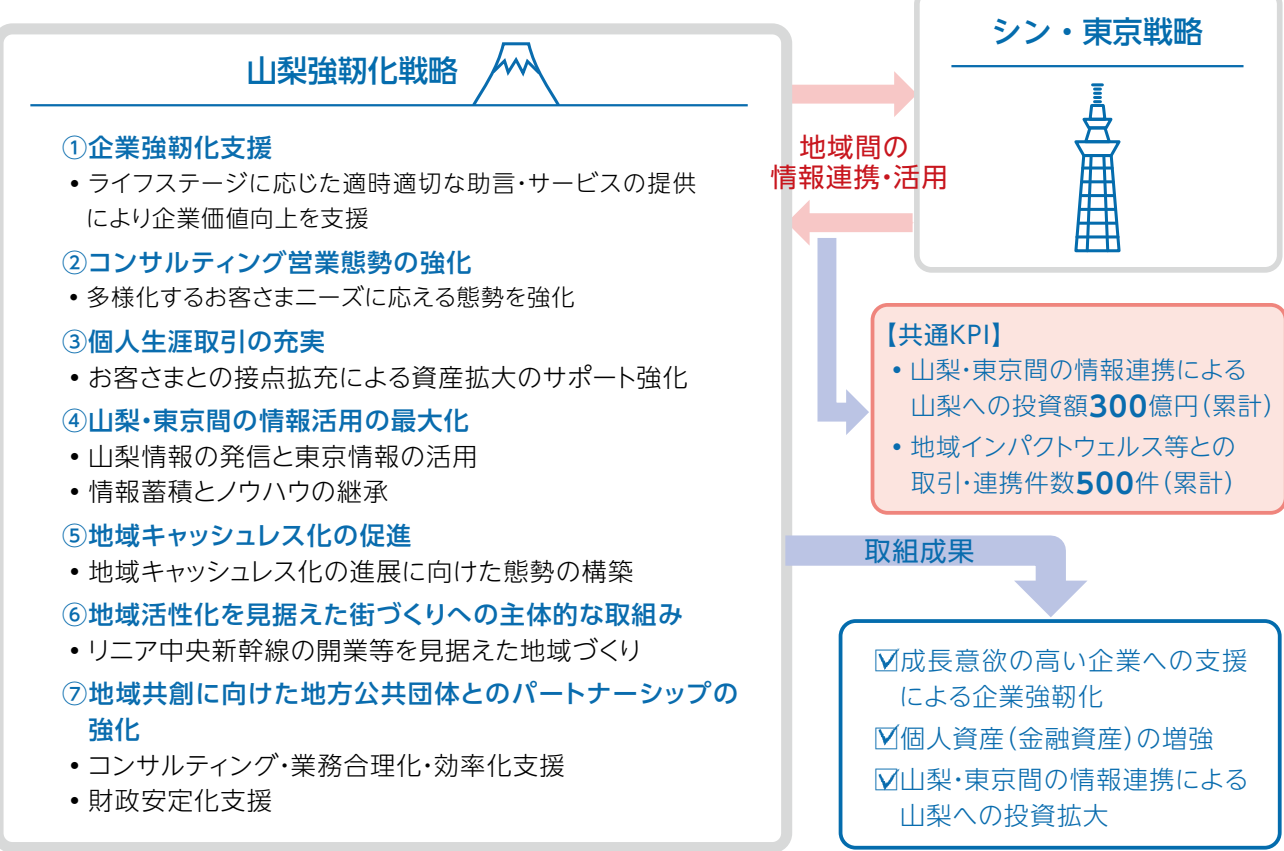 山梨強靭化戦略
①企業強靭化支援
• ライフステージに応じた適時適切な助言・サービスの提供
により企業価値向上を支援
②コンサルティング営業態勢の強化
• 多様化するお客さまニーズに応える態勢を強化
③個人生涯取引の充実
• お客さまとの接点拡充による資産拡大のサポート強化
④山梨・東京間の情報活用の最大化
• 山梨情報の発信と東京情報の活用
• 情報蓄積とノウハウの継承
⑤地域キャッシュレス化の促進
• 地域キャッシュレス化の進展に向けた態勢の構築
⑥地域活性化を見据えた街づくりへの主体的な取組み
• リニア中央新幹線の開業等を見据えた地域づくり
⑦地域共創に向けた地方公共団体とのパートナーシップの
強化
• コンサルティング・業務合理化・効率化支援
• 財政安定化支援
地域間の
情報連携・活用
シン・東京戦略
【共通KPI】
• 山梨・東京間の情報連携による
山梨への投資額300億円(累計)
• 地域インパクトウェルス等との
取引・連携件数500件(累計)
取組成果
☑成長意欲の高い企業への支援
による企業強靭化
☑個人資産(金融資産)の増強
☑山梨・東京間の情報連携による
山梨への投資拡大